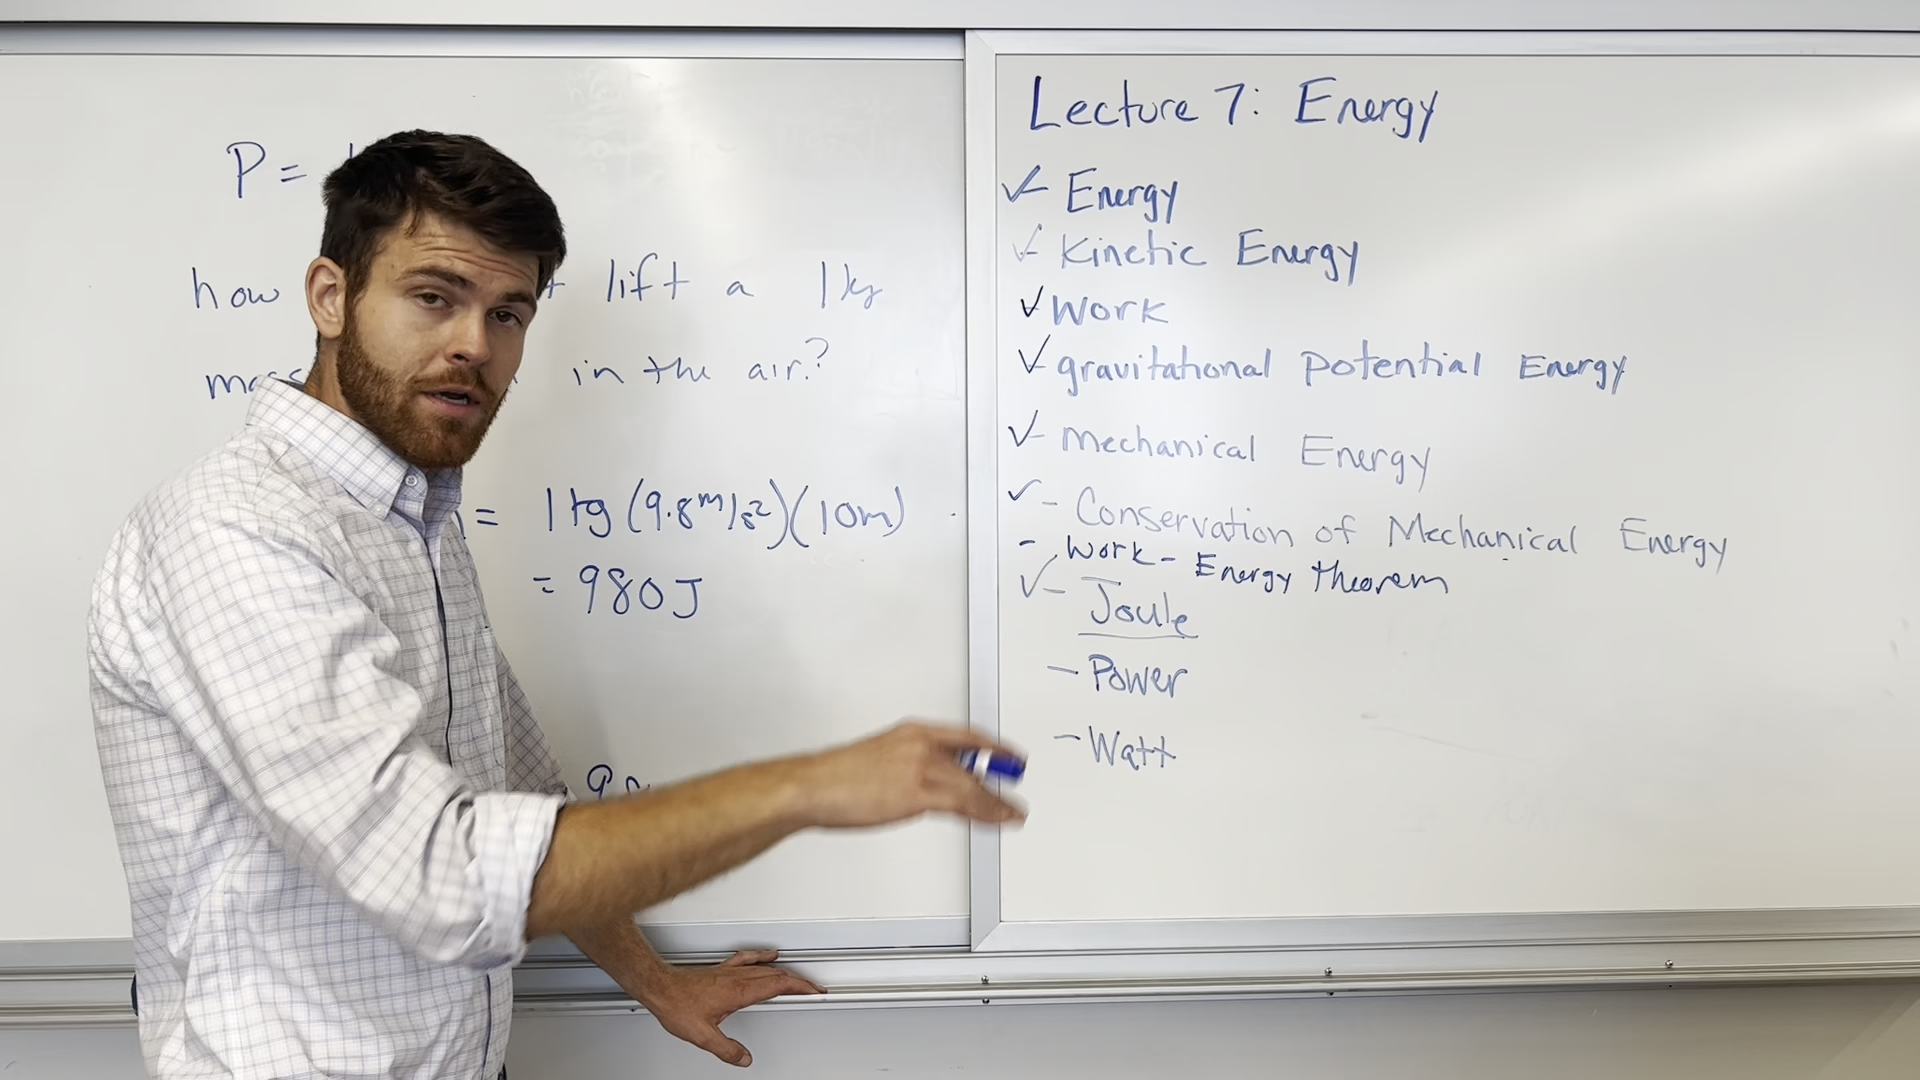 P =
how lift a 1kg
in the air?
= 1kg (9.8 m/s²)(10m)
= 980J
Lecture 7: Energy
✓- Energy
✓- Kinetic Energy
✓ Work
✓- gravitational Potential Energy
✓- Mechanical Energy
✓- Conservation of Mechanical Energy
- Work-Energy theorem
✓- Joule
- Power
- Watt